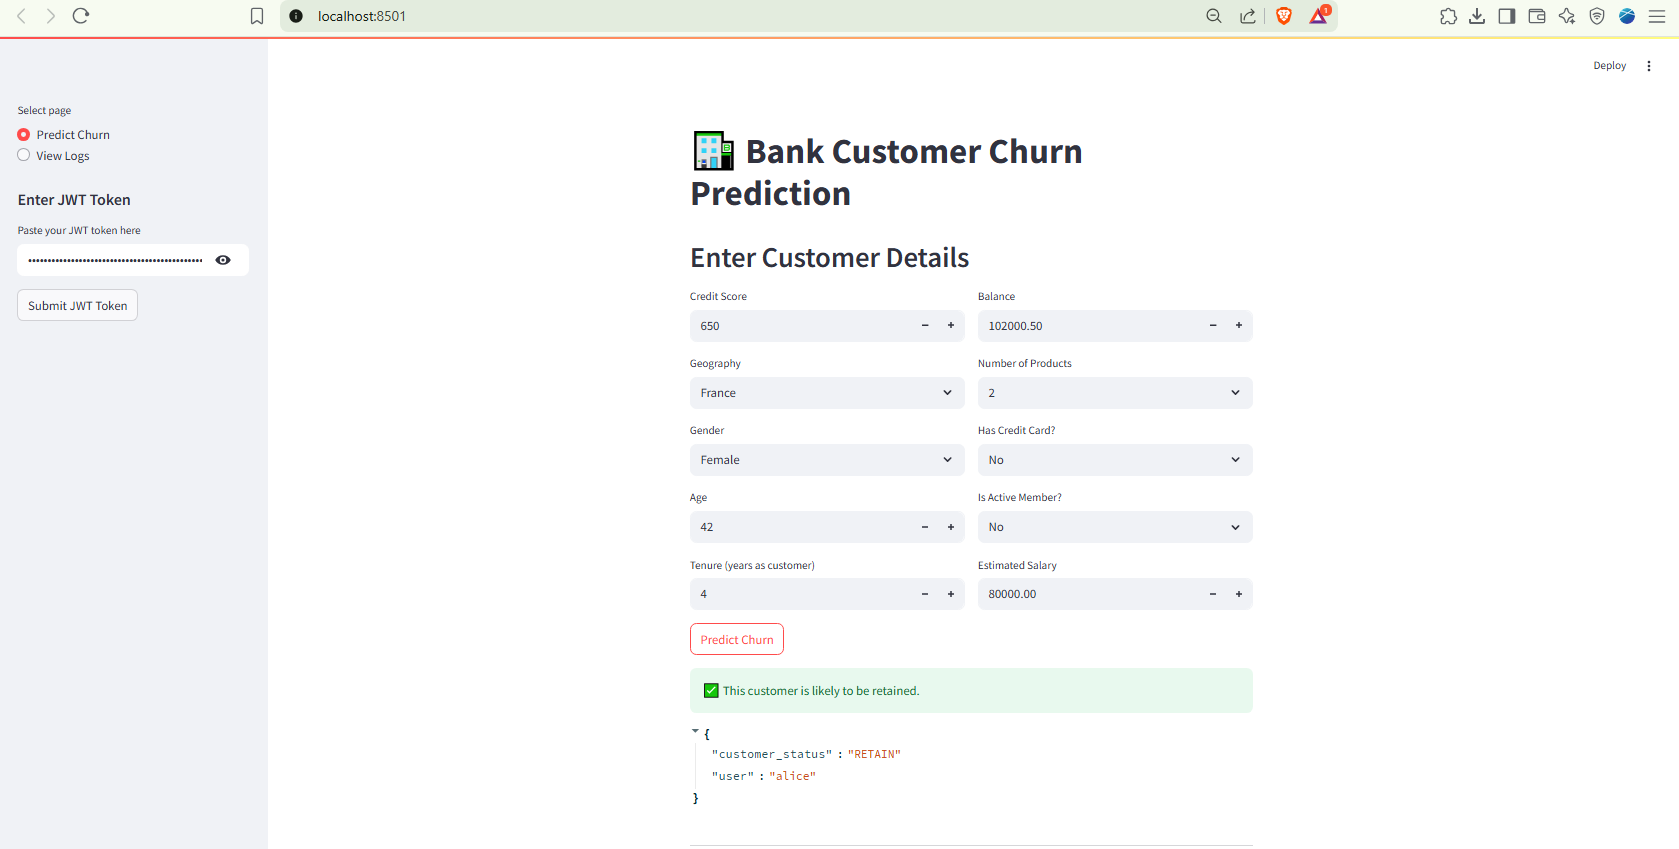 localhost:8501
1
Deploy
Select page
Predict Churn
View Logs
Enter JWT Token
Paste your JWT token here
••••••••••••••••••••••••••••••••••••••••••••
Submit JWT Token
Bank Customer Churn
Prediction
Enter Customer Details
Credit Score
650
Balance
102000.50
Geography
France
Number of Products
2
Gender
Female
Has Credit Card?
No
Age
42
Is Active Member?
No
Tenure (years as customer)
4
Estimated Salary
80000.00
Predict Churn
This customer is likely to be retained.
{
"customer_status" : "RETAIN"
"user" : "alice"
}